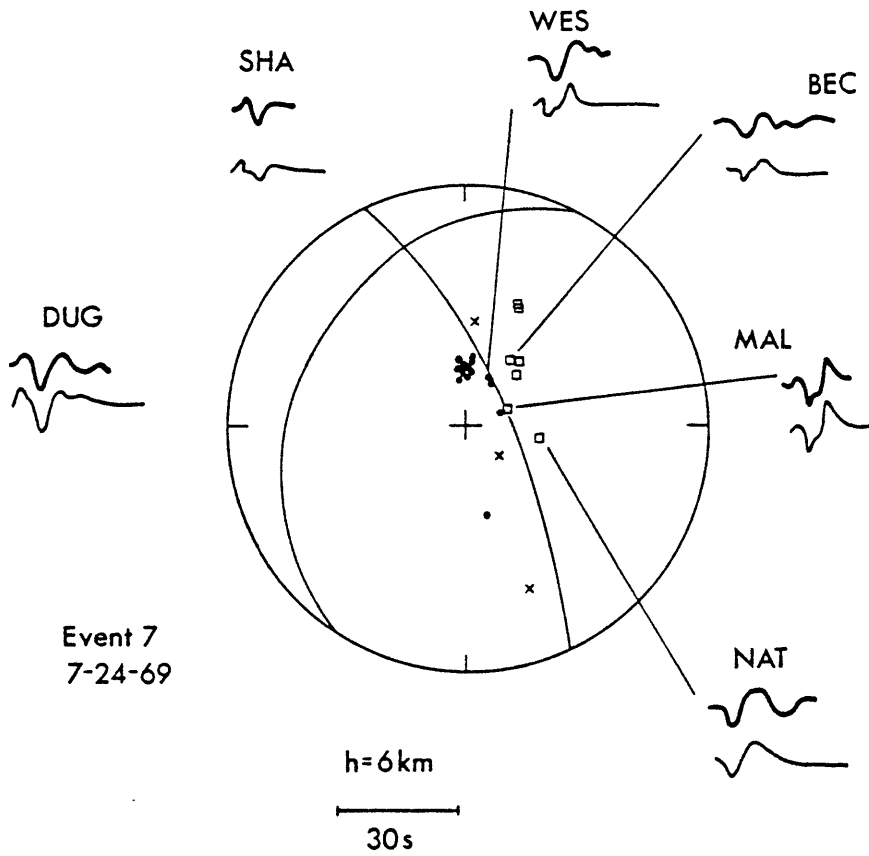 WES
SHA
BEC
DUG
MAL
Event 7
7-24-69
NAT
h=6km
30s